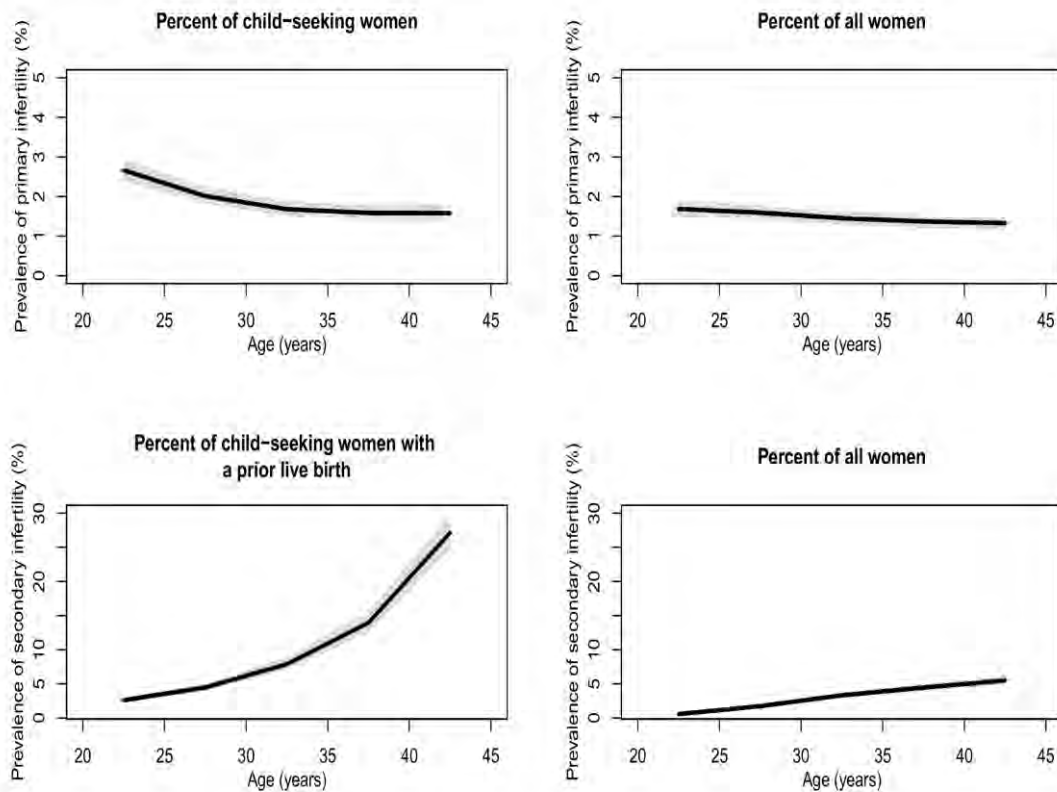 Percent of child−seeking women
Prevalence of primary infertility (%)
5
4
3
2
1
0
20 25 30 35 40 45
Age (years)
Percent of all women
Prevalence of primary infertility (%)
5
4
3
2
1
0
20 25 30 35 40 45
Age (years)
Percent of child−seeking women with
a prior live birth
Prevalence of secondary infertility (%)
30
20
10
5
0
20 25 30 35 40 45
Age (years)
Percent of all women
Prevalence of secondary infertility (%)
30
20
10
5
0
20 25 30 35 40 45
Age (years)